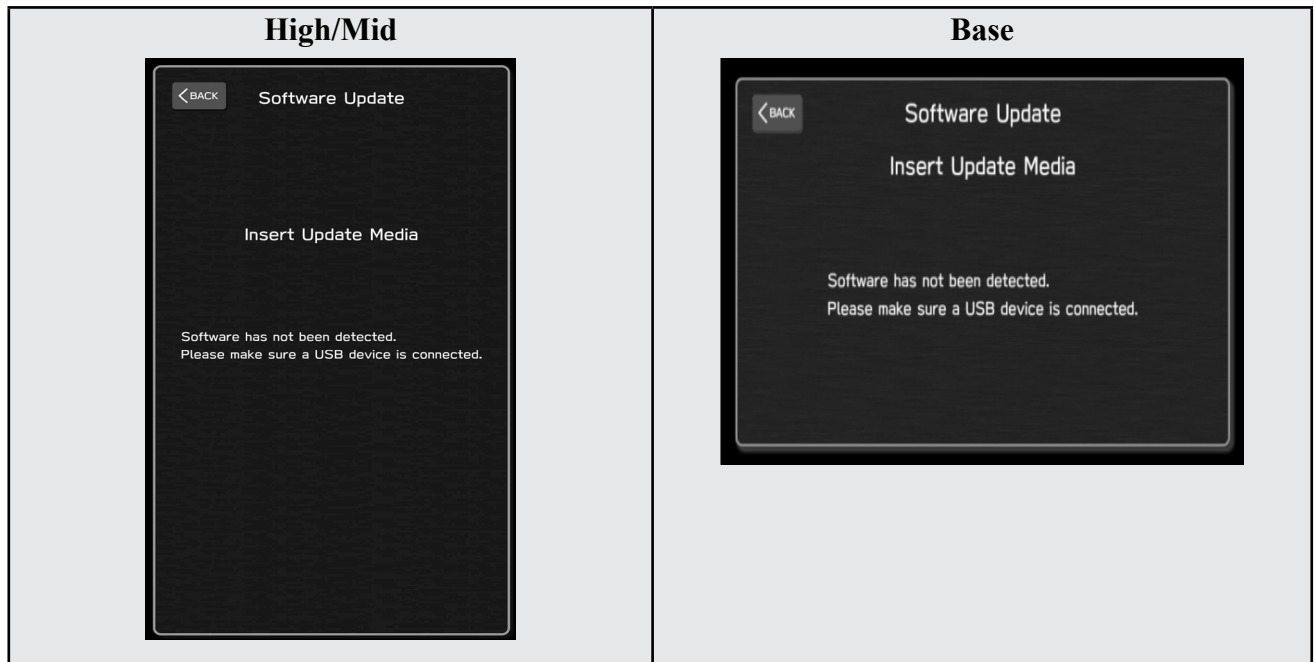 High/Mid
BACK
Software Update
Insert Update Media
Software has not been detected.
Please make sure a USB device is connected.
Base
BACK
Software Update
Insert Update Media
Software has not been detected.
Please make sure a USB device is connected.